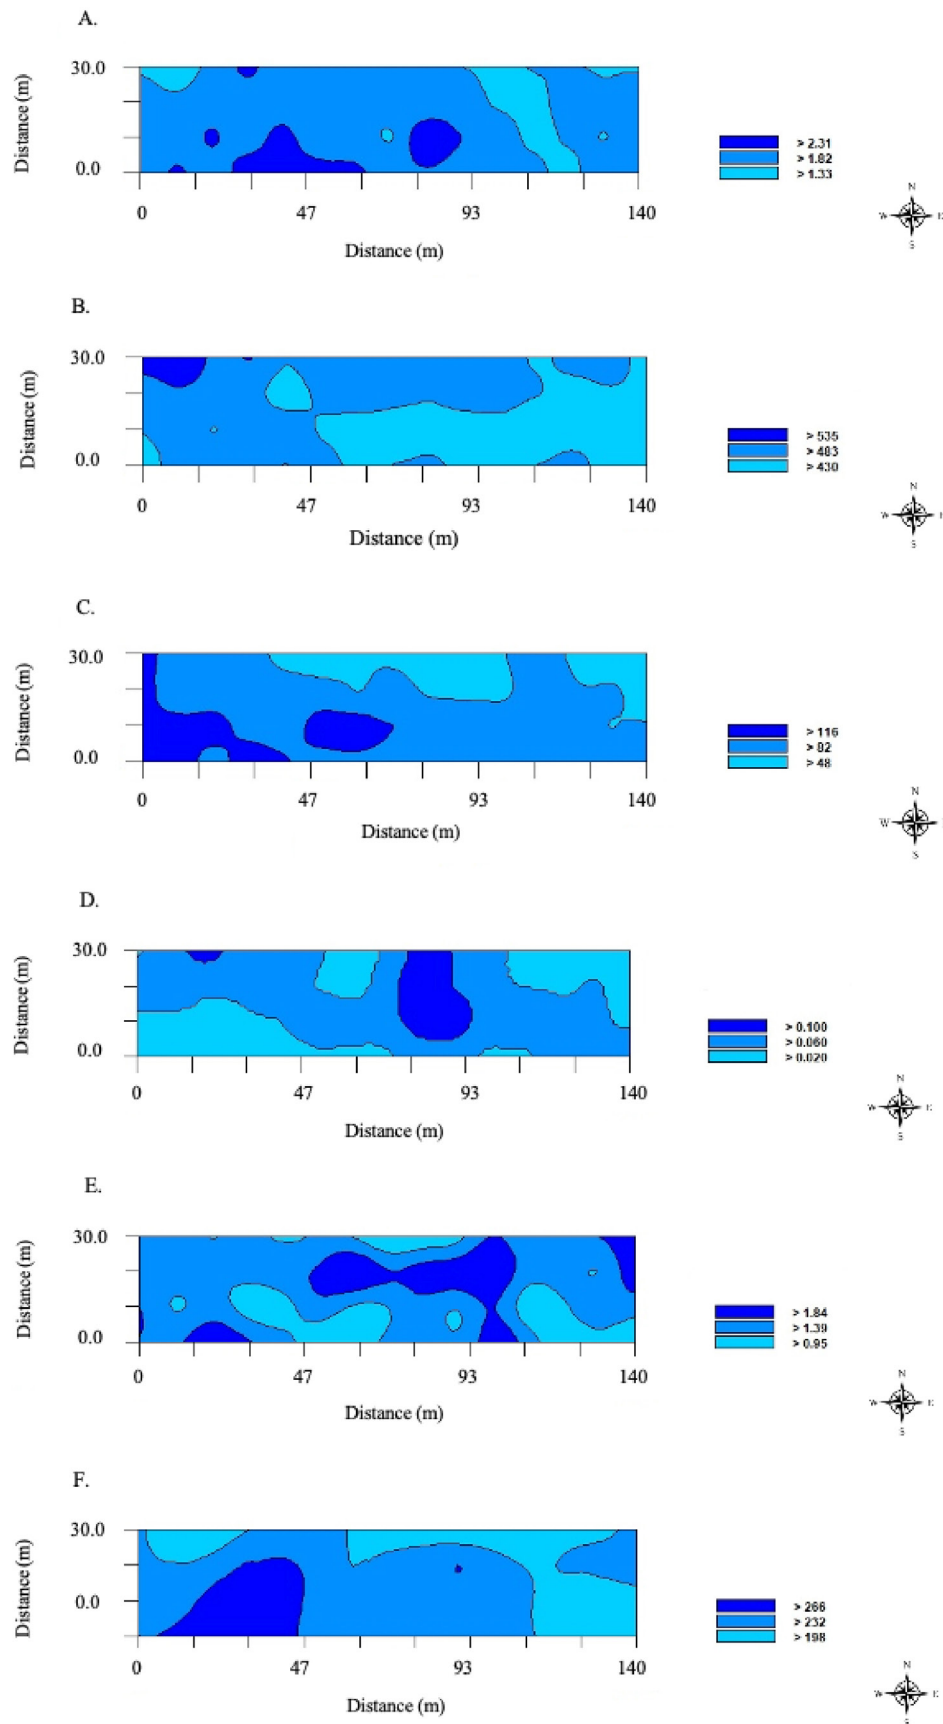 A.
30.0
Distance (m)
0.0
0 47 93 140
Distance (m)
> 2.31
> 1.82
> 1.33
N
W E
S
B.
30.0
Distance (m)
0.0
0 47 93 140
Distance (m)
> 535
> 483
> 430
N
W
S
C.
30.0
Distance (m)
0.0
0 47 93 140
Distance (m)
> 116
> 82
> 48
N
W
S
D.
30.0
Distance (m)
0.0
0 47 93 140
Distance (m)
> 0.100
> 0.060
> 0.020
N
W E
S
E.
30.0
Distance (m)
0.0
0 47 93 140
Distance (m)
> 1.84
> 1.39
> 0.95
N
W E
S
F.
30.0
Distance (m)
0.0
0 47 93 140
Distance (m)
> 266
> 232
> 198
N
W E
S